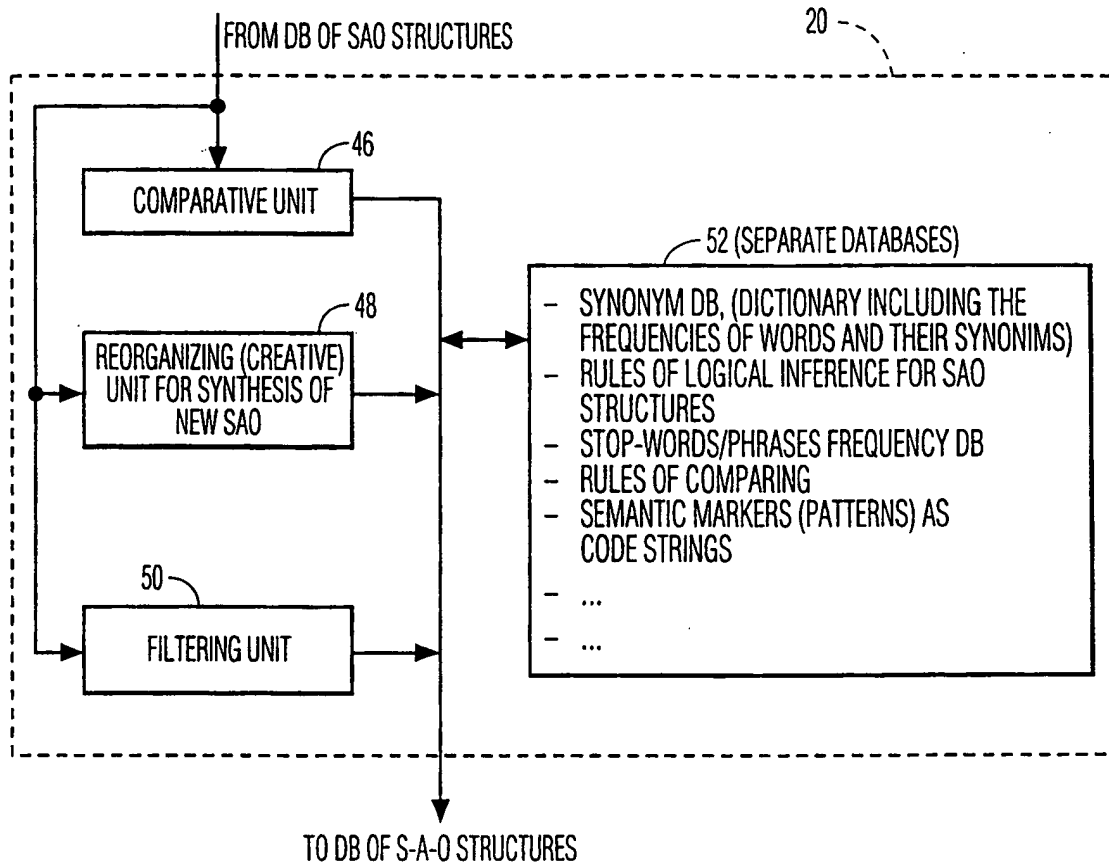 FROM DB OF SAO STRUCTURES
20
46
COMPARATIVE UNIT
52 (SEPARATE DATABASES)
- SYNONYM DB, (DICTIONARY INCLUDING THE
FREQUENCIES OF WORDS AND THEIR SYNONIMS)
- RULES OF LOGICAL INFERENCE FOR SAO
STRUCTURES
- STOP-WORDS/PHRASES FREQUENCY DB
- RULES OF COMPARING
- SEMANTIC MARKERS (PATTERNS) AS
CODE STRINGS
- ...
- ...
48
REORGANIZING (CREATIVE)
UNIT FOR SYNTHESIS OF
NEW SAO
50
FILTERING UNIT
TO DB OF S-A-O STRUCTURES